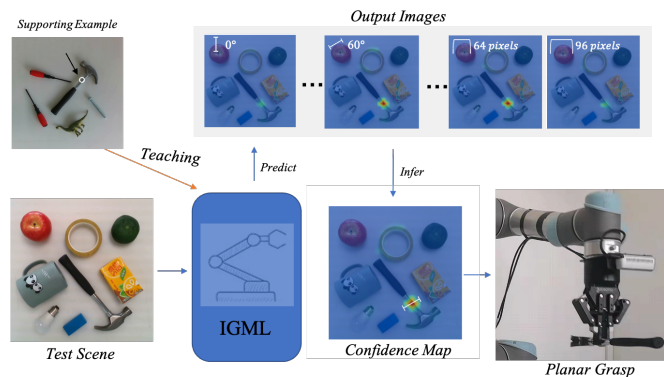 Output Images
Supporting Example
0°
60°
64 pixels
96 pixels
Teaching
Predict
Infer
IGML
Test Scene
Confidence Map
Planar Grasp